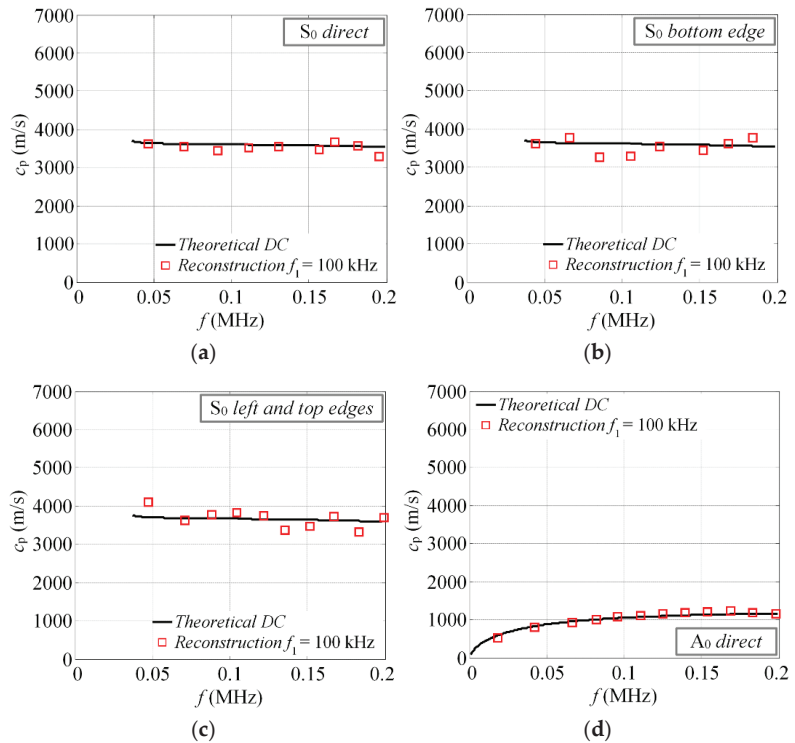 S0 direct
7000
6000
5000
4000
3000
2000
1000
0
cp (m/s)
Theoretical DC
Reconstruction f1 = 100 kHz
0 0.05 0.1 0.15 0.2
f (MHz)
(a)
S0 bottom edge
7000
6000
5000
4000
3000
2000
1000
0
cp (m/s)
Theoretical DC
Reconstruction f1 = 100 kHz
0 0.05 0.1 0.15 0.2
f (MHz)
(b)
S0 left and top edges
7000
6000
5000
4000
3000
2000
1000
0
cp (m/s)
Theoretical DC
Reconstruction f1 = 100 kHz
0 0.05 0.1 0.15 0.2
f (MHz)
(c)
7000
6000
5000
4000
3000
2000
1000
0
cp (m/s)
Theoretical DC
Reconstruction f1 = 100 kHz
A0 direct
0 0.05 0.1 0.15 0.2
f (MHz)
(d)